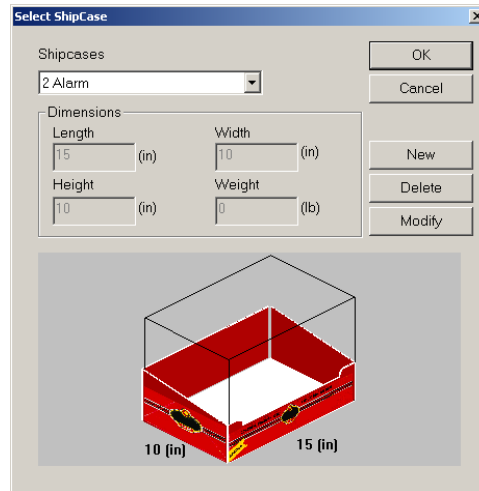 Select ShipCase
Shipcases
OK
2 Alarm
Cancel
Dimensions
Length
Width
15
(in)
10
(in)
New
Height
Weight
Delete
10
(in)
0
(lb)
Modify
10 (in)
15 (in)